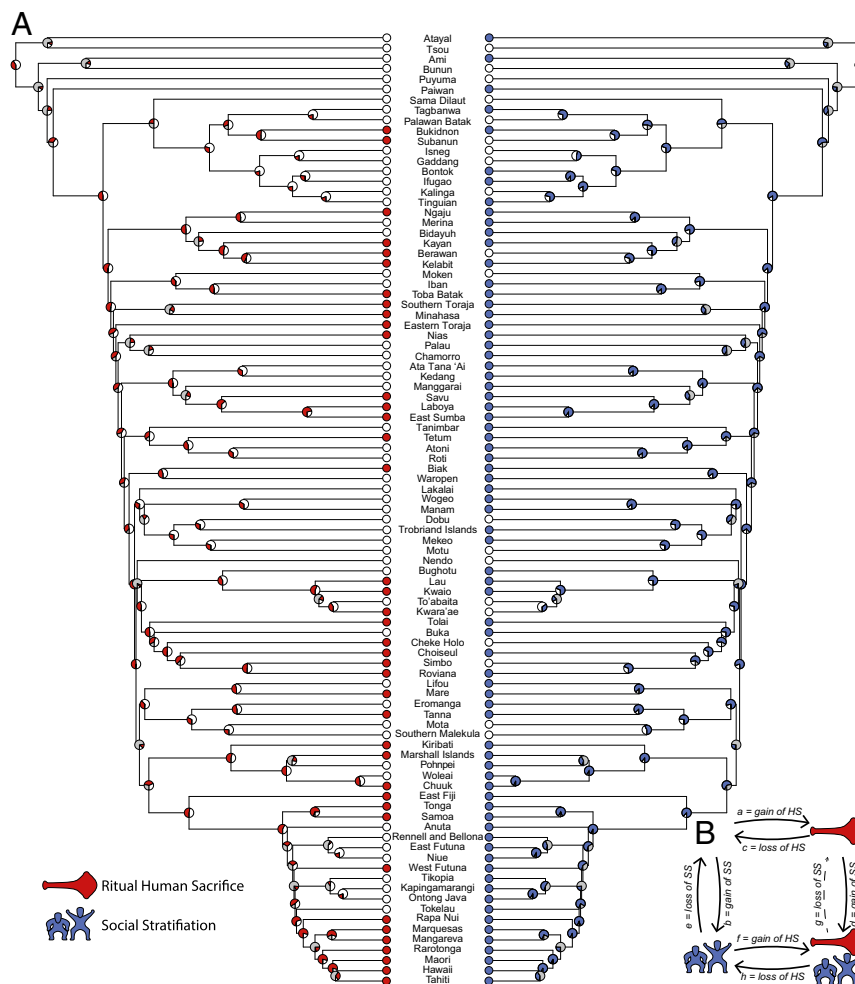 A
Atayal
Tsou
Ami
Bunun
Puyuma
Paiwan
Sama Dilaut
Tagbanwa
Palawan Batak
Bukidnon
Subanun
Isneg
Gaddang
Bontok
Ifugao
Kalinga
Tinguian
Ngaju
Merina
Bidayuh
Kayan
Berawan
Kelabit
Moken
Iban
Toba Batak
Southern Toraja
Minahasa
Eastern Toraja
Nias
Palau
Chamorro
Ata Tana ‘Ai
Kedang
Manggarai
Savu
Laboya
East Sumba
Tanimbar
Tetum
Atoni
Roti
Biak
Waropen
Lakalai
Wogeo
Manam
Dobu
Trobriand Islands
Mekeo
Motu
Nendo
Bughotu
Lau
Kwaio
To’abaita
Kwara’ae
Tolai
Buka
Cheke Holo
Choiseul
Simbo
Roviana
Lifou
Mare
Eromanga
Tanna
Mota
Southern Malekula
Kiribati
Marshall Islands
Pohnpei
Woleai
Chuuk
East Fiji
Tonga
Samoa
Anuta
Rennell and Bellona
East Futuna
Niue
West Futuna
Tikopia
Kapingamarangi
Ontong Java
Tokelau
Rapa Nui
Marquesas
Mangareva
Rarotonga
Maori
Hawaii
Tahiti
Ritual Human Sacrifice
Social Stratifiation
B
a = gain of HS
c = loss of HS
e = loss of SS
b = gain of SS
g = loss of SS
d = gain of SS
f = gain of HS
h = loss of HS